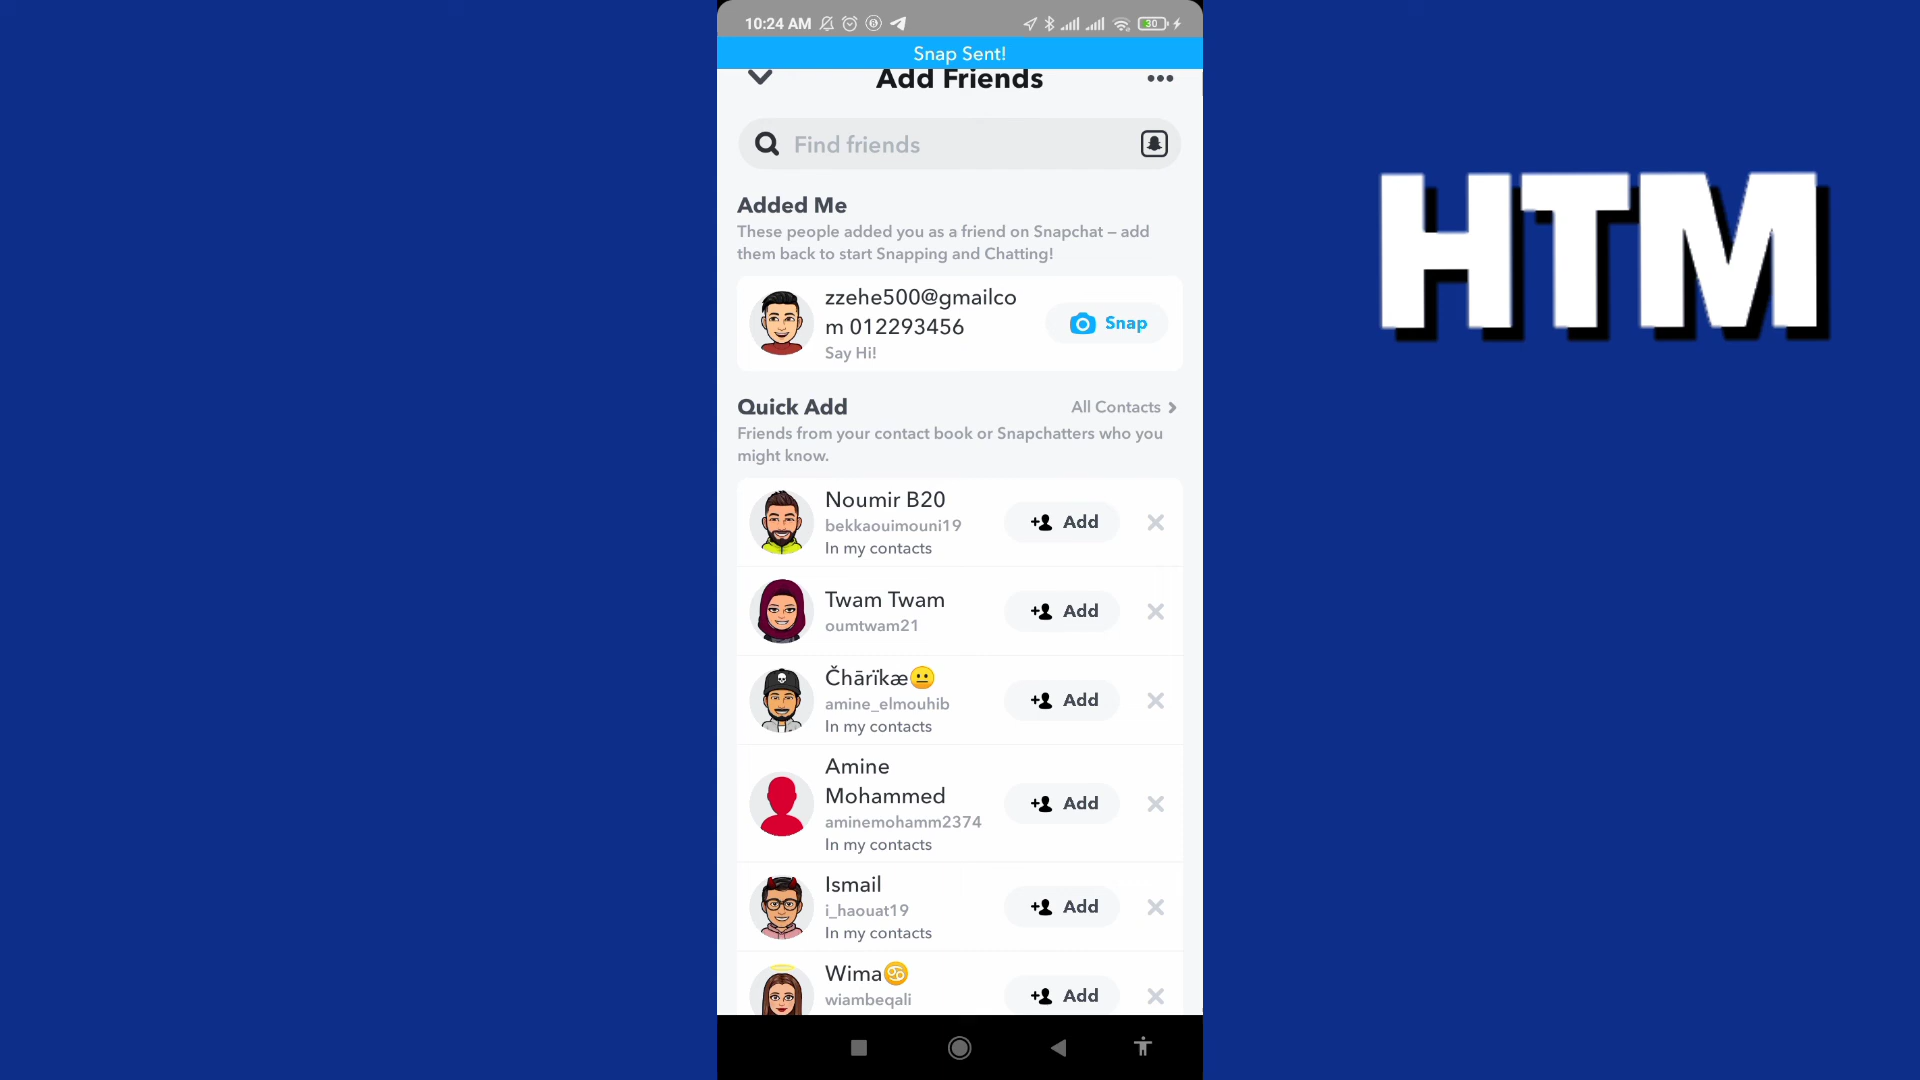 10:24 AM
30
Snap Sent!
Add Friends
Find friends
Added Me
These people added you as a friend on Snapchat – add
them back to start Snapping and Chatting!
zzehe500@gmailco
m 012293456
Say Hi!
Snap
Quick Add
All Contacts
Friends from your contact book or Snapchatters who you
might know.
Noumir B20
bekkaouimouni19
In my contacts
Add
Twam Twam
oumtwam21
Add
Čhārïkæ😐
amine_elmouhib
In my contacts
Add
Amine
Mohammed
aminemohamm2374
In my contacts
Add
Ismail
i_haouat19
In my contacts
Add
Wima♋
wiambeqali
Add
HTM